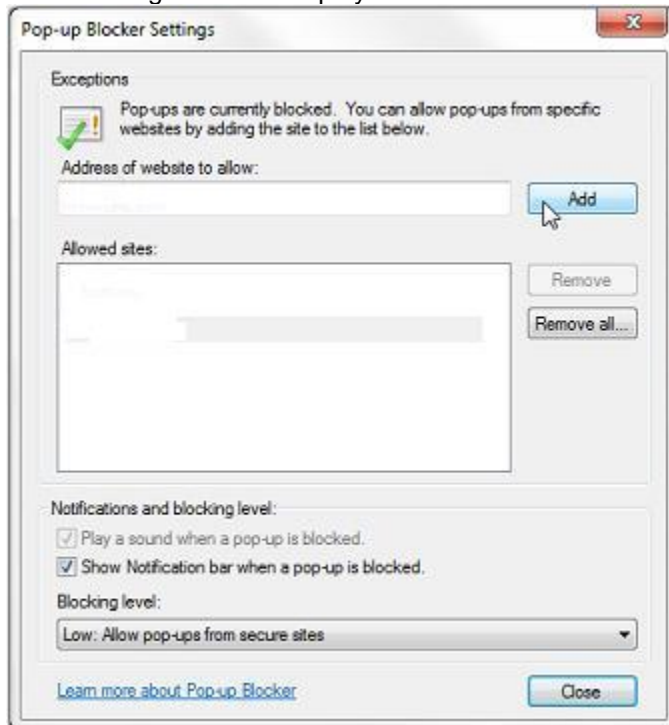 Pop-up Blocker Settings
Exceptions
Pop-ups are currently blocked. You can allow pop-ups from specific
websites by adding the site to the list below.
Address of website to allow:
Add
Allowed sites:
Remove
Remove all...
Notifications and blocking level:
Play a sound when a pop-up is blocked.
Show Notification bar when a pop-up is blocked.
Blocking level:
Low: Allow pop-ups from secure sites
Learn more about Pop-up Blocker
Close